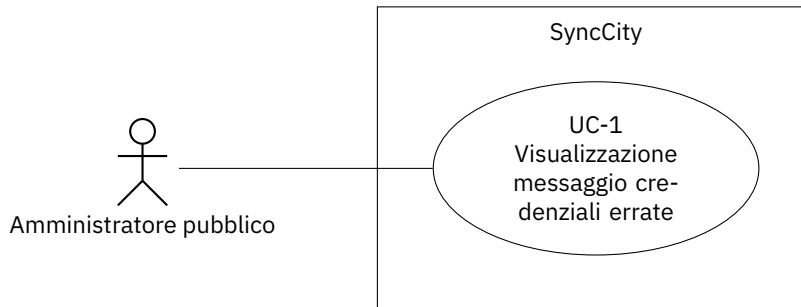 SyncCity
UC-1
Visualizzazione
messaggio cre-
denziali errate
Amministratore pubblico